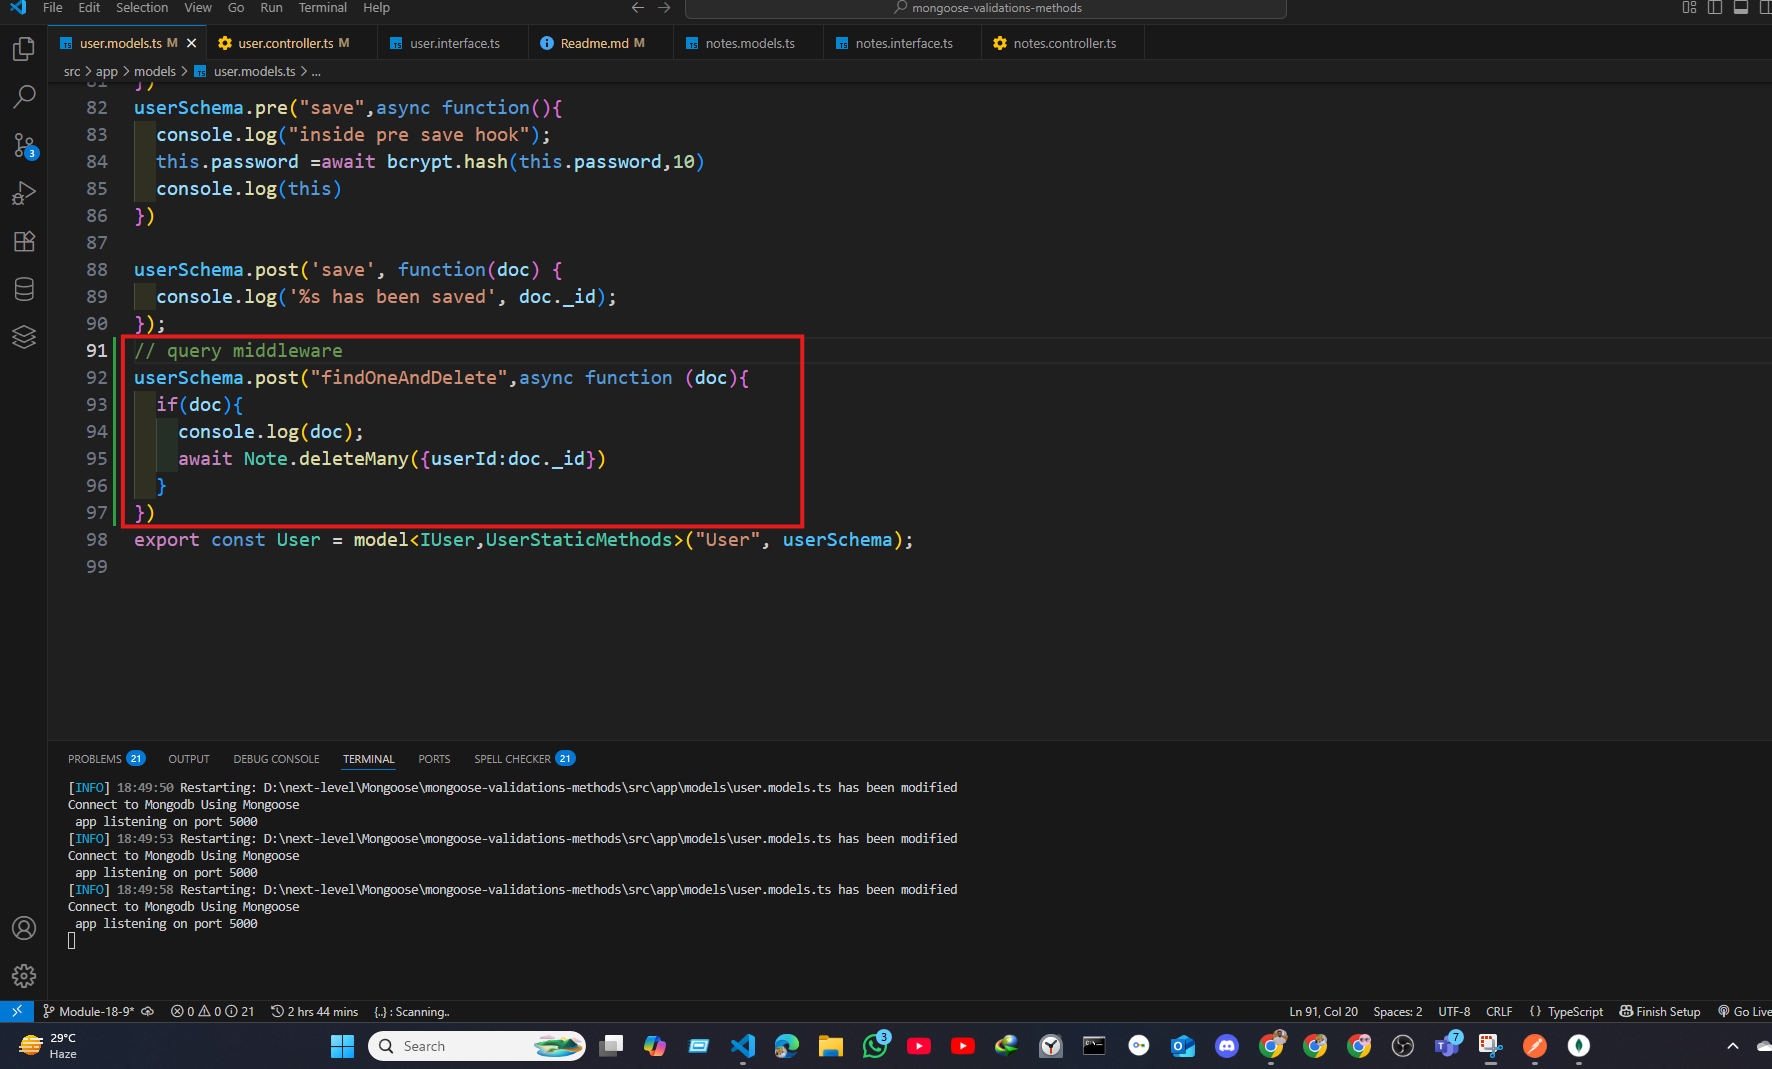 File Edit Selection View Go Run Terminal Help
mongoose-validations-methods
user.models.ts M
user.controller.ts M
user.interface.ts
Readme.md M
notes.models.ts
notes.interface.ts
notes.controller.ts
src > app > models > user.models.ts > ...
81 })
82 userSchema.pre("save",async function(){
83 console.log("inside pre save hook");
84 this.password =await bcrypt.hash(this.password,10)
85 console.log(this)
86 })
87
88 userSchema.post('save', function(doc) {
89 console.log('%s has been saved', doc._id);
90 });
91 // query middleware
92 userSchema.post("findOneAndDelete",async function (doc){
93 if(doc){
94 console.log(doc);
95 await Note.deleteMany({userId:doc._id})
96 }
97 })
98 export const User = model<IUser,UserStaticMethods>("User", userSchema);
99
3
PROBLEMS 21 OUTPUT DEBUG CONSOLE TERMINAL PORTS SPELL CHECKER 21
[INFO] 18:49:50 Restarting: D:\next-level\Mongoose\mongoose-validations-methods\src\app\models\user.models.ts has been modified
Connect to Mongodb Using Mongoose
app listening on port 5000
[INFO] 18:49:53 Restarting: D:\next-level\Mongoose\mongoose-validations-methods\src\app\models\user.models.ts has been modified
Connect to Mongodb Using Mongoose
app listening on port 5000
[INFO] 18:49:58 Restarting: D:\next-level\Mongoose\mongoose-validations-methods\src\app\models\user.models.ts has been modified
Connect to Mongodb Using Mongoose
app listening on port 5000
Module-18-9* 0 0 21 2 hrs 44 mins {..} : Scanning.. Ln 91, Col 20 Spaces: 2 UTF-8 CRLF {} TypeScript Finish Setup Go Live
29°C
Haze
Search
3
7